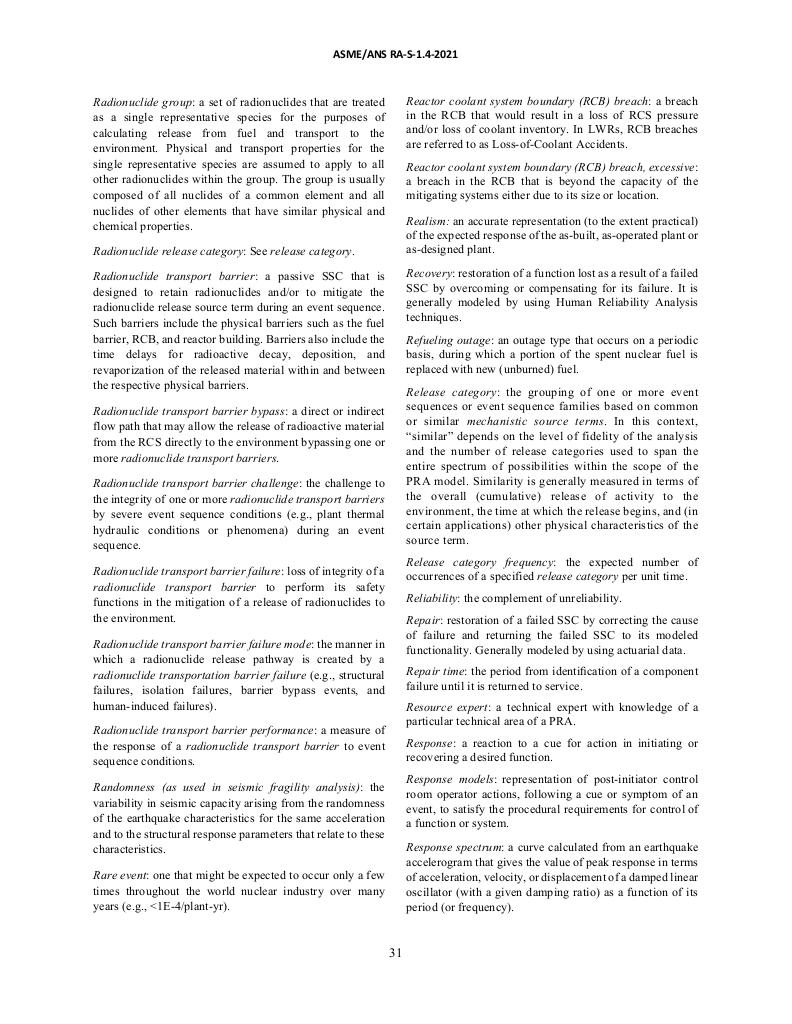 ASME/ANS RA-S-1.4-2021
Radionuclide group: a set of radionuclides that are treated
as a single representative species for the purposes of
calculating release from fuel and transport to the
environment. Physical and transport properties for the
single representative species are assumed to apply to all
other radionuclides within the group. The group is usually
composed of all nuclides of a common element and all
nuclides of other elements that have similar physical and
chemical properties.
Radionuclide release category: See release category.
Radionuclide transport barrier: a passive SSC that is
designed to retain radionuclides and/or to mitigate the
radionuclide release source term during an event sequence.
Such barriers include the physical barriers such as the fuel
barrier, RCB, and reactor building. Barriers also include the
time delays for radioactive decay, deposition, and
revaporization of the released material within and between
the respective physical barriers.
Radionuclide transport barrier bypass: a direct or indirect
flow path that may allow the release of radioactive material
from the RCS directly to the environment bypassing one or
more radionuclide transport barriers.
Radionuclide transport barrier challenge: the challenge to
the integrity of one or more radionuclide transport barriers
by severe event sequence conditions (e.g., plant thermal
hydraulic conditions or phenomena) during an event
sequence.
Radionuclide transport barrier failure: loss of integrity of a
radionuclide transport barrier to perform its safety
functions in the mitigation of a release of radionuclides to
the environment.
Radionuclide transport barrier failure mode: the manner in
which a radionuclide release pathway is created by a
radionuclide transportation barrier failure (e.g., structural
failures, isolation failures, barrier bypass events, and
human-induced failures).
Radionuclide transport barrier performance: a measure of
the response of a radionuclide transport barrier to event
sequence conditions.
Randomness (as used in seismic fragility analysis): the
variability in seismic capacity arising from the randomness
of the earthquake characteristics for the same acceleration
and to the structural response parameters that relate to these
characteristics.
Rare event: one that might be expected to occur only a few
times throughout the world nuclear industry over many
years (e.g., <1E-4/plant-yr).
Reactor coolant system boundary (RCB) breach: a breach
in the RCB that would result in a loss of RCS pressure
and/or loss of coolant inventory. In LWRs, RCB breaches
are referred to as Loss-of-Coolant Accidents.
Reactor coolant system boundary (RCB) breach, excessive:
a breach in the RCB that is beyond the capacity of the
mitigating systems either due to its size or location.
Realism: an accurate representation (to the extent practical)
of the expected response of the as-built, as-operated plant or
as-designed plant.
Recovery: restoration of a function lost as a result of a failed
SSC by overcoming or compensating for its failure. It is
generally modeled by using Human Reliability Analysis
techniques.
Refueling outage: an outage type that occurs on a periodic
basis, during which a portion of the spent nuclear fuel is
replaced with new (unburned) fuel.
Release category: the grouping of one or more event
sequences or event sequence families based on common
or similar mechanistic source terms. In this context,
“similar” depends on the level of fidelity of the analysis
and the number of release categories used to span the
entire spectrum of possibilities within the scope of the
PRA model. Similarity is generally measured in terms of
the overall (cumulative) release of activity to the
environment, the time at which the release begins, and (in
certain applications) other physical characteristics of the
source term.
Release category frequency: the expected number of
occurrences of a specified release category per unit time.
Reliability: the complement of unreliability.
Repair: restoration of a failed SSC by correcting the cause
of failure and returning the failed SSC to its modeled
functionality. Generally modeled by using actuarial data.
Repair time: the period from identification of a component
failure until it is returned to service.
Resource expert: a technical expert with knowledge of a
particular technical area of a PRA.
Response: a reaction to a cue for action in initiating or
recovering a desired function.
Response models: representation of post-initiator control
room operator actions, following a cue or symptom of an
event, to satisfy the procedural requirements for control of
a function or system.
Response spectrum: a curve calculated from an earthquake
accelerogram that gives the value of peak response in terms
of acceleration, velocity, or displacement of a damped linear
oscillator (with a given damping ratio) as a function of its
period (or frequency).
31